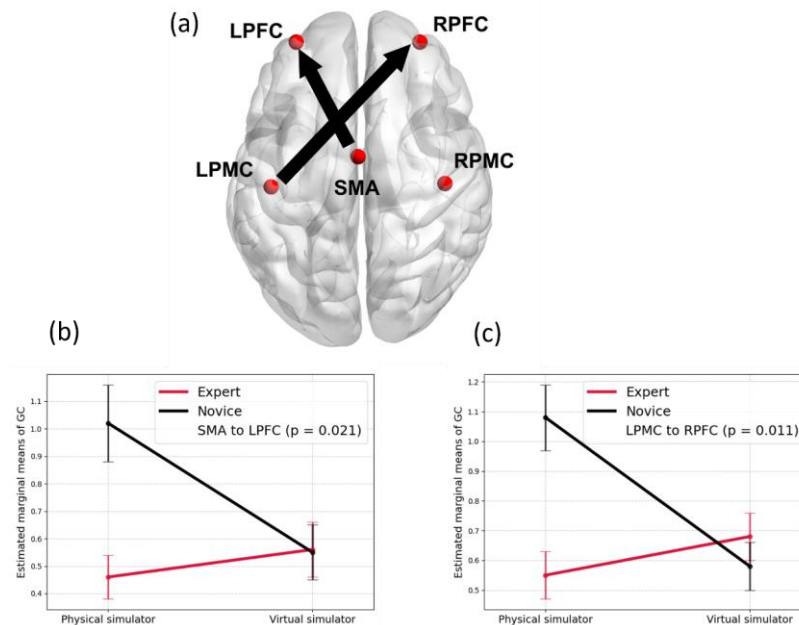 (a)
LPFC
RPFC
LPMC
SMA
RPMC
(b)
Estimated marginal means of GC
1.1
1.0
0.9
0.8
0.7
0.6
0.5
0.4
Expert
Novice
SMA to LPFC (p = 0.021)
Physical simulator
Virtual simulator
(c)
Estimated marginal means of GC
1.2
1.1
1.0
0.9
0.8
0.7
0.6
0.5
Expert
Novice
LPMC to RPFC (p = 0.011)
Physical simulator
Virtual simulator